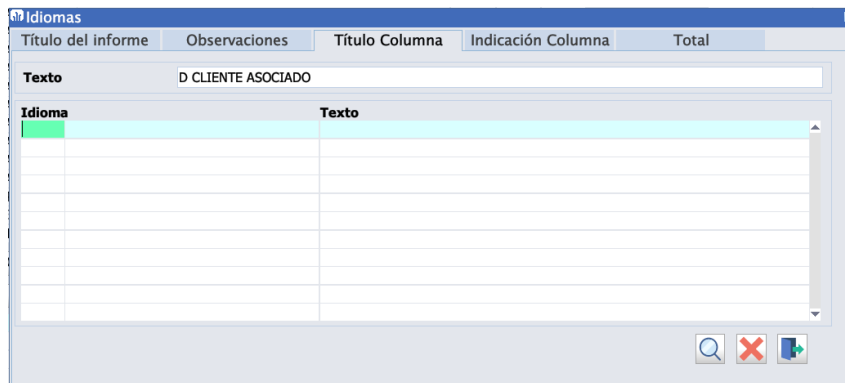 Idiomas
Título del informe Observaciones Título Columna Indicación Columna Total
Texto D CLIENTE ASOCIADO
Idioma Texto